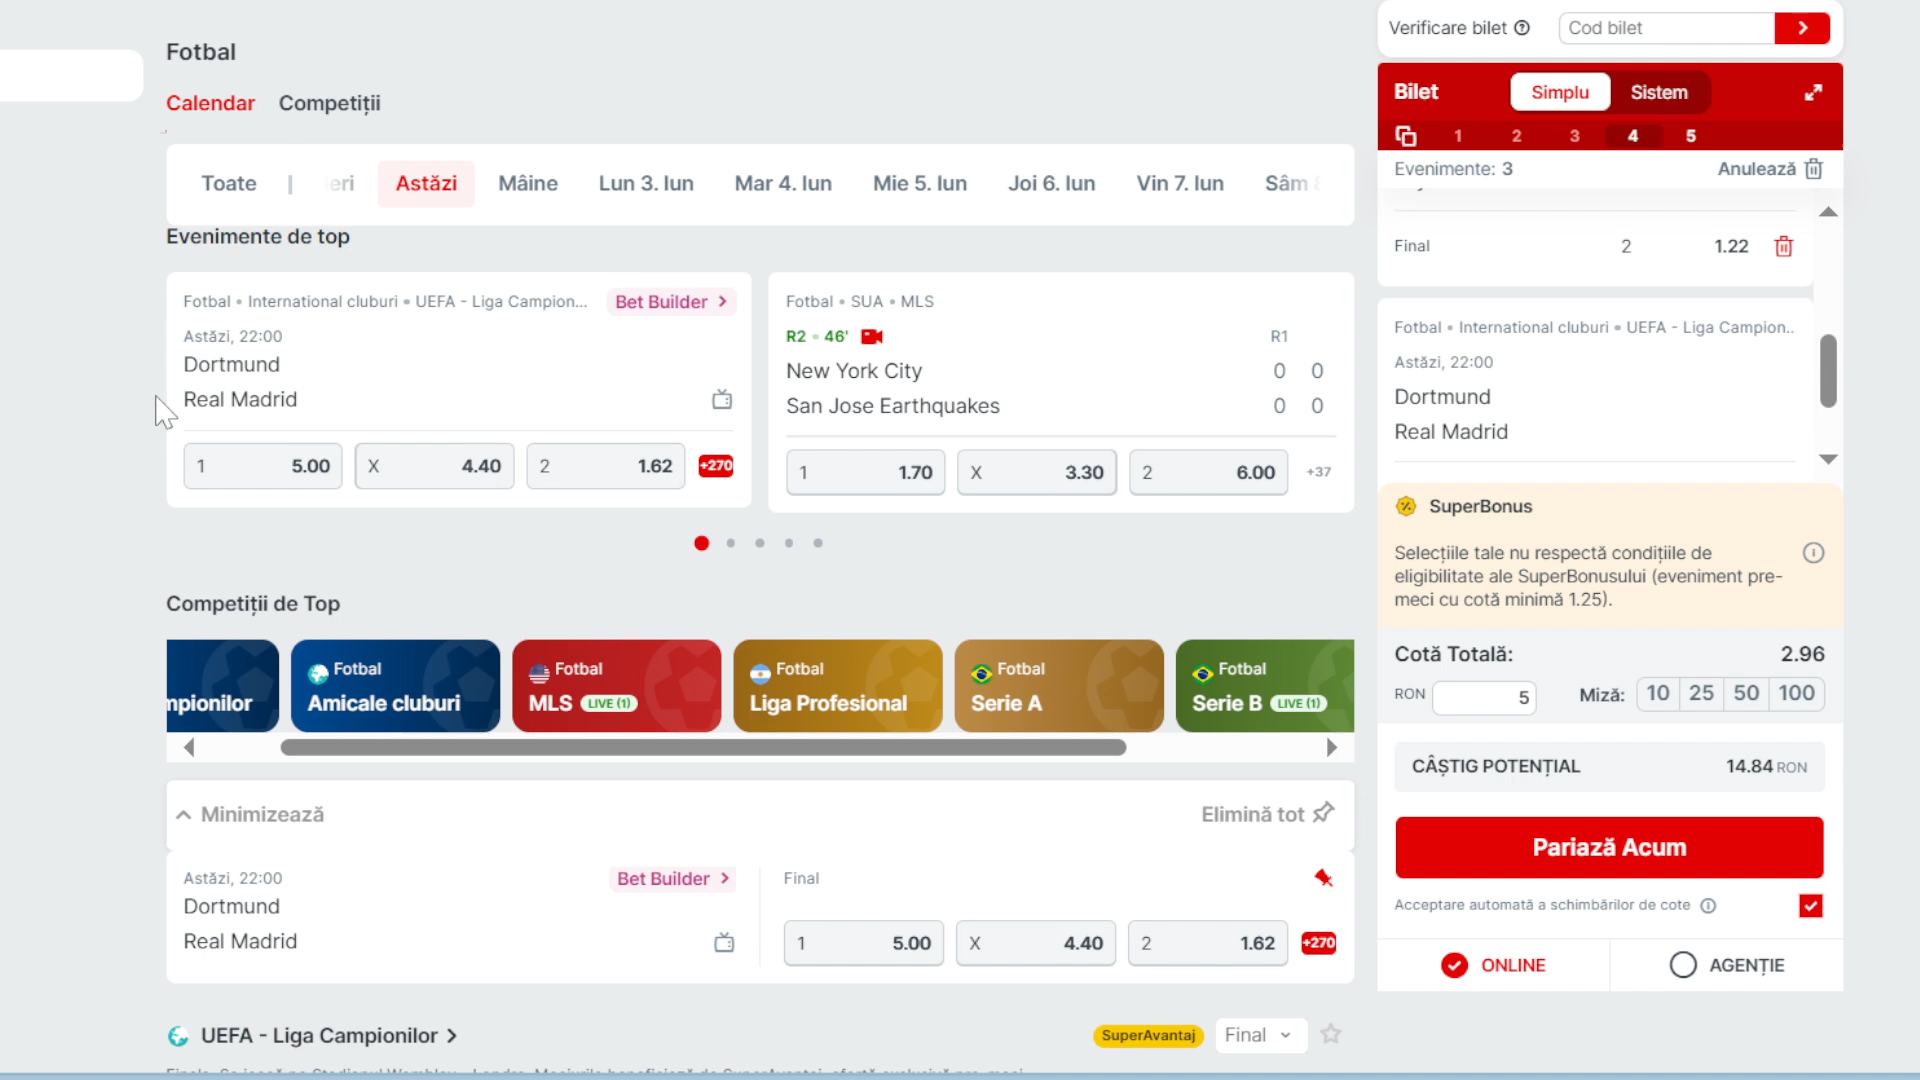 Fotbal
Calendar Competiții
Toate | Ieri Astăzi Mâine Lun 3. Iun Mar 4. Iun Mie 5. Iun Joi 6. Iun Vin 7. Iun Sâm
Evenimente de top
Fotbal • International cluburi • UEFA - Liga Campion... Bet Builder >
Astăzi, 22:00
Dortmund
Real Madrid
1 5.00 X 4.40 2 1.62 +270
Fotbal • SUA • MLS
R2 • 46' R1
New York City 0 0
San Jose Earthquakes 0 0
1 1.70 X 3.30 2 6.00 +37
Competiții de Top
mpionilor
Fotbal
Amicale cluburi
Fotbal
MLS LIVE (1)
Fotbal
Liga Profesional
Fotbal
Serie A
Fotbal
Serie B LIVE (1)
Minimizează Elimină tot
Astăzi, 22:00 Bet Builder > Final
Dortmund
Real Madrid
1 5.00 X 4.40 2 1.62 +270
UEFA - Liga Campionilor > SuperAvantaj Final
Verificare bilet Cod bilet
Bilet Simplu Sistem
1 2 3 4 5
Evenimente: 3 Anulează
Final 2 1.22
Fotbal • International cluburi • UEFA - Liga Campion..
Astăzi, 22:00
Dortmund
Real Madrid
SuperBonus
Selecțiile tale nu respectă condițiile de
eligibilitate ale SuperBonusului (eveniment pre-
meci cu cotă minimă 1.25).
Cotă Totală: 2.96
RON 5 Miză: 10 25 50 100
CÂȘTIG POTENȚIAL 14.84 RON
Pariază Acum
Acceptare automată a schimbărilor de cote
ONLINE AGENȚIE